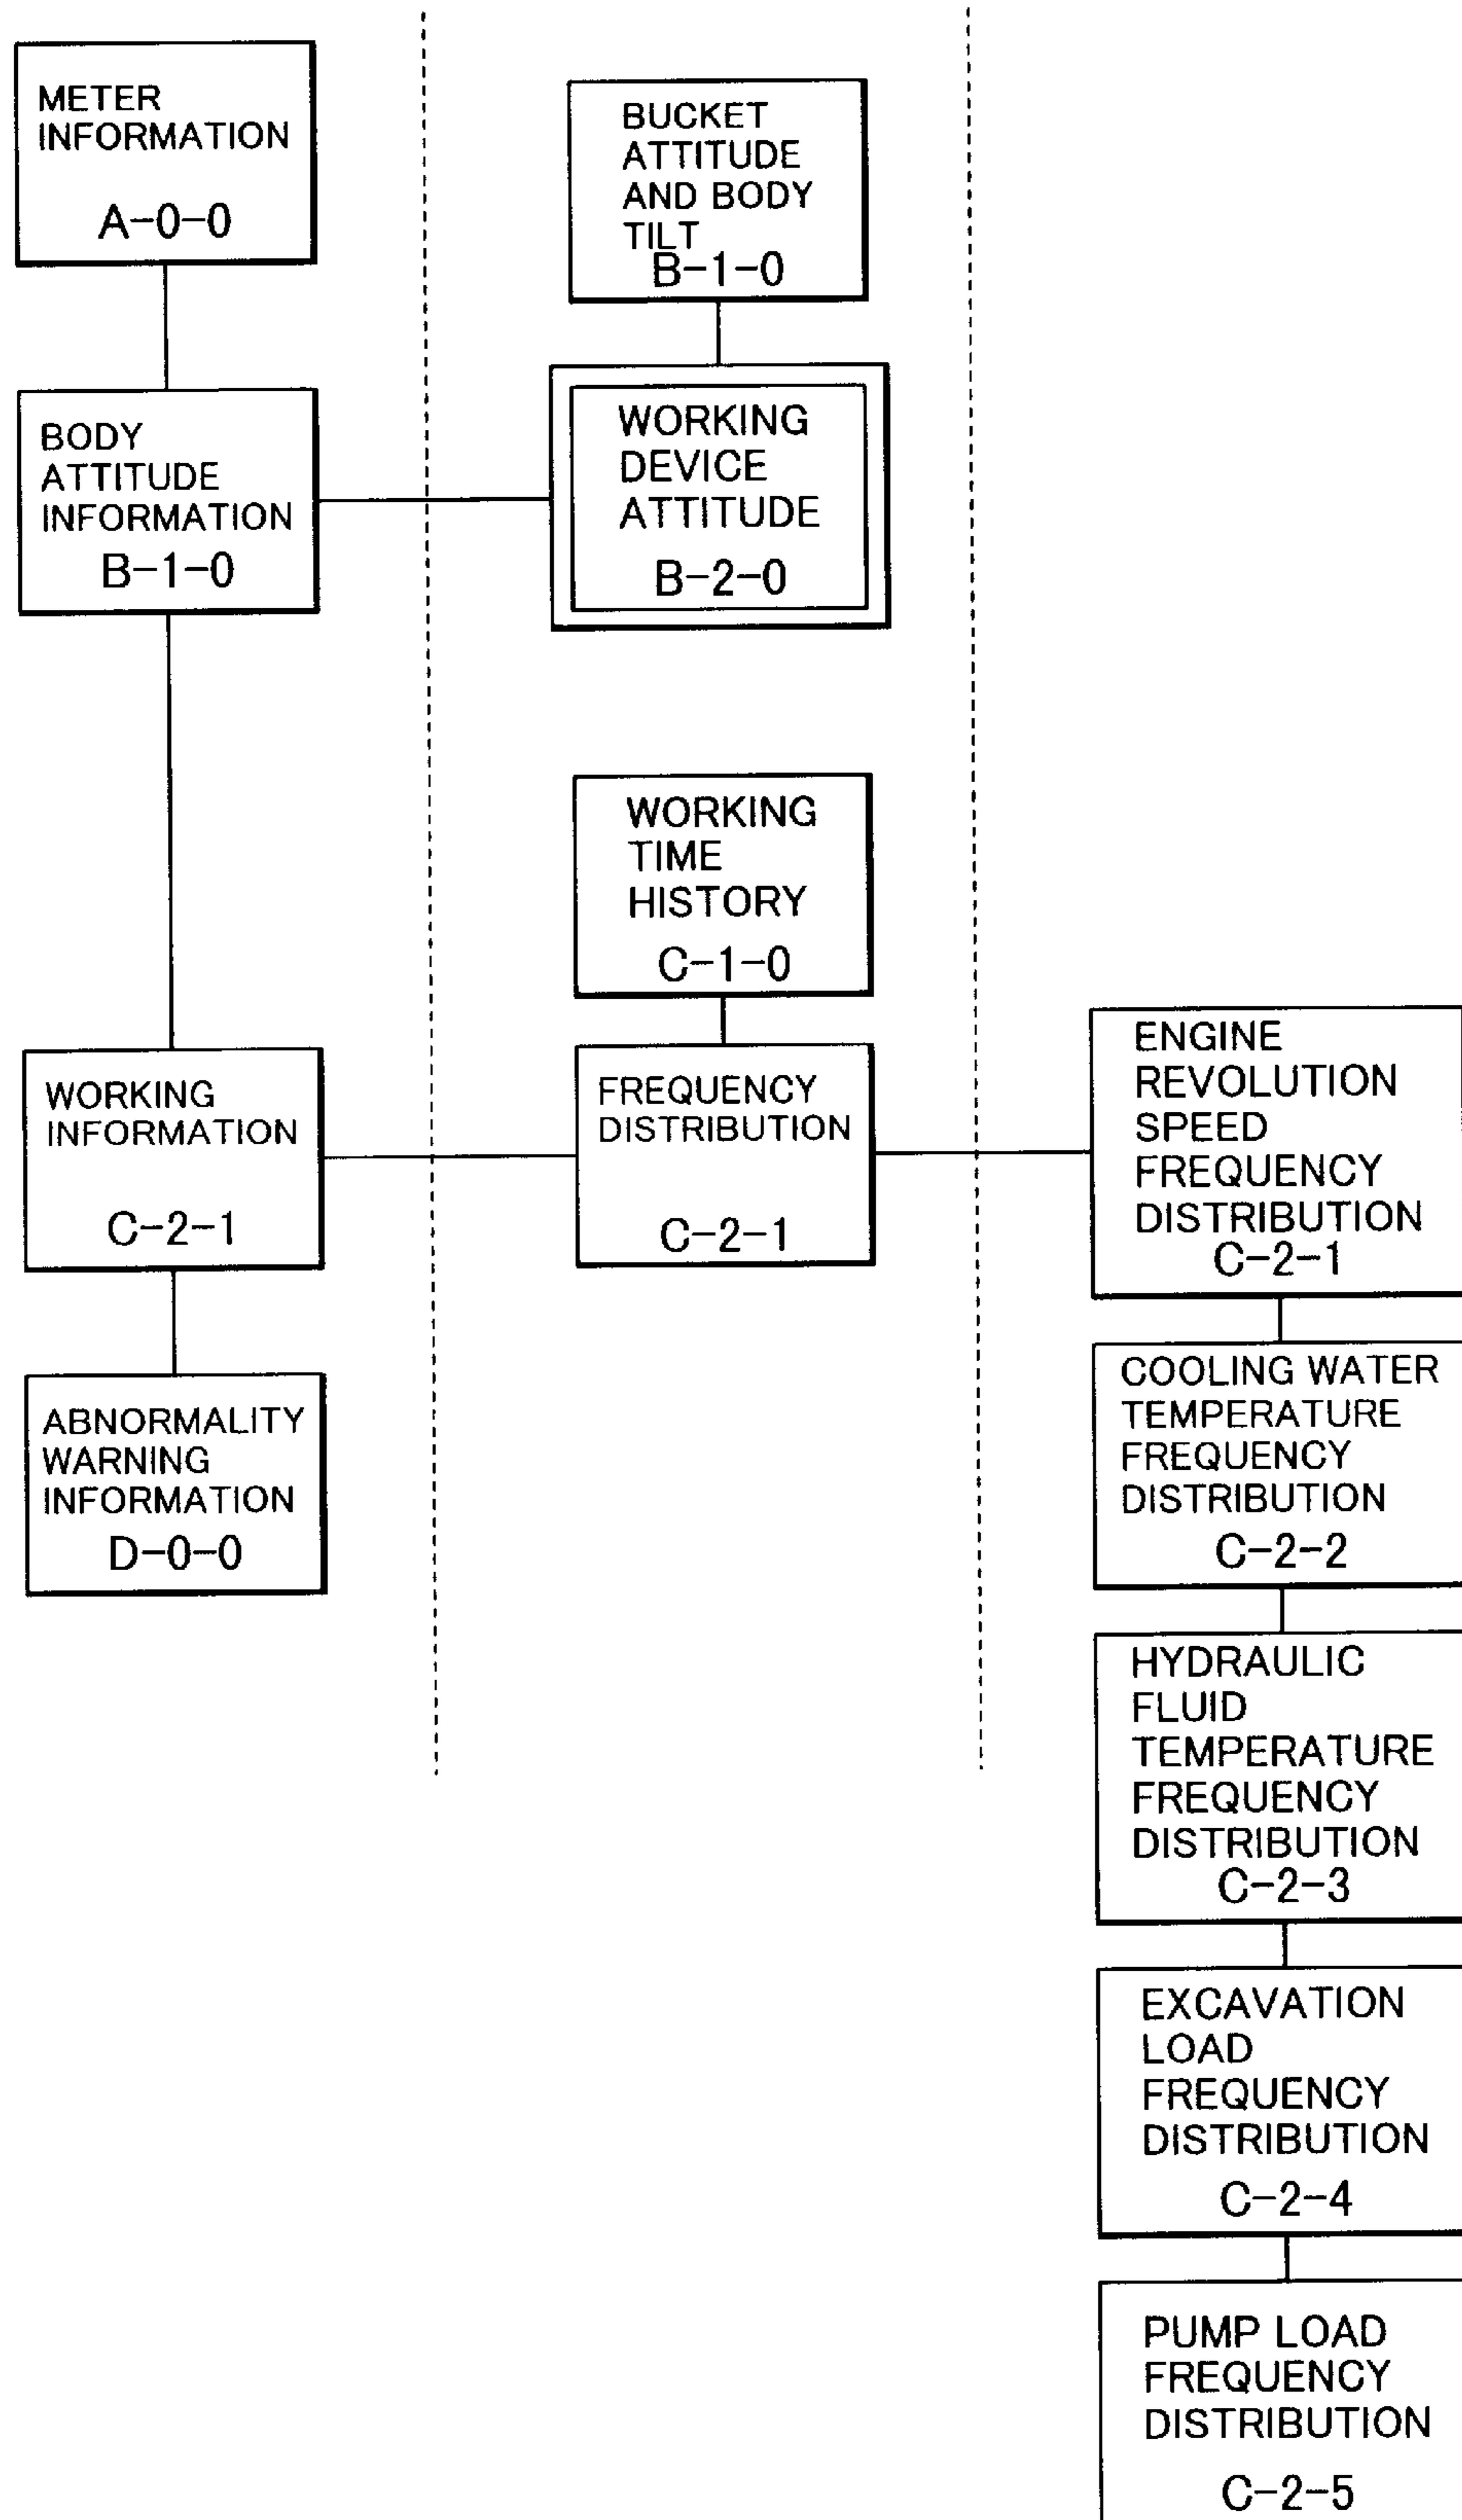 METER
INFORMATION
A-0-0
BODY
ATTITUDE
INFORMATION
B-1-0
WORKING
INFORMATION
C-2-1
ABNORMALITY
WARNING
INFORMATION
D-0-0
BUCKET
ATTITUDE
AND BODY
TILT
B-1-0
WORKING
DEVICE
ATTITUDE
B-2-0
WORKING
TIME
HISTORY
C-1-0
FREQUENCY
DISTRIBUTION
C-2-1
ENGINE
REVOLUTION
SPEED
FREQUENCY
DISTRIBUTION
C-2-1
COOLING WATER
TEMPERATURE
FREQUENCY
DISTRIBUTION
C-2-2
HYDRAULIC
FLUID
TEMPERATURE
FREQUENCY
DISTRIBUTION
C-2-3
EXCAVATION
LOAD
FREQUENCY
DISTRIBUTION
C-2-4
PUMP LOAD
FREQUENCY
DISTRIBUTION
C-2-5